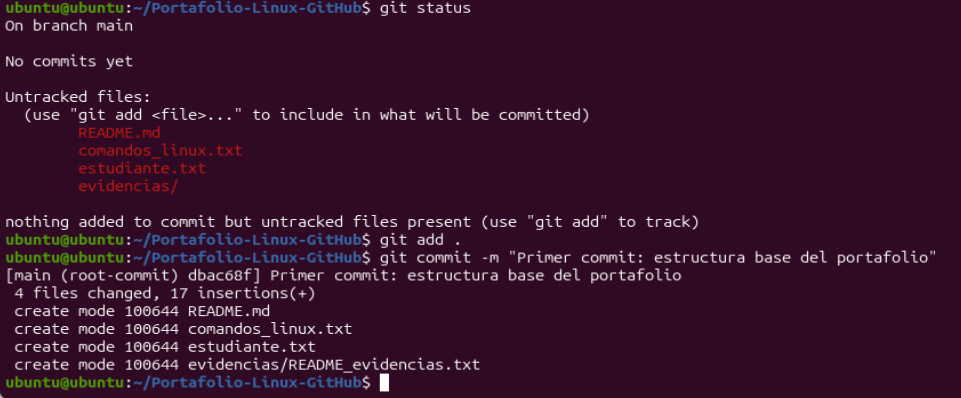 ubuntu@ubuntu:~/Portafolio-Linux-GitHub$ git status
On branch main
No commits yet
Untracked files:
(use "git add <file>..." to include in what will be committed)
README.md
comandos_linux.txt
estudiante.txt
evidencias/
nothing added to commit but untracked files present (use "git add" to track)
ubuntu@ubuntu:~/Portafolio-Linux-GitHub$ git add .
ubuntu@ubuntu:~/Portafolio-Linux-GitHub$ git commit -m "Primer commit: estructura base del portafolio"
[main (root-commit) dbac68f] Primer commit: estructura base del portafolio
4 files changed, 17 insertions(+)
create mode 100644 README.md
create mode 100644 comandos_linux.txt
create mode 100644 estudiante.txt
create mode 100644 evidencias/README_evidencias.txt
ubuntu@ubuntu:~/Portafolio-Linux-GitHub$